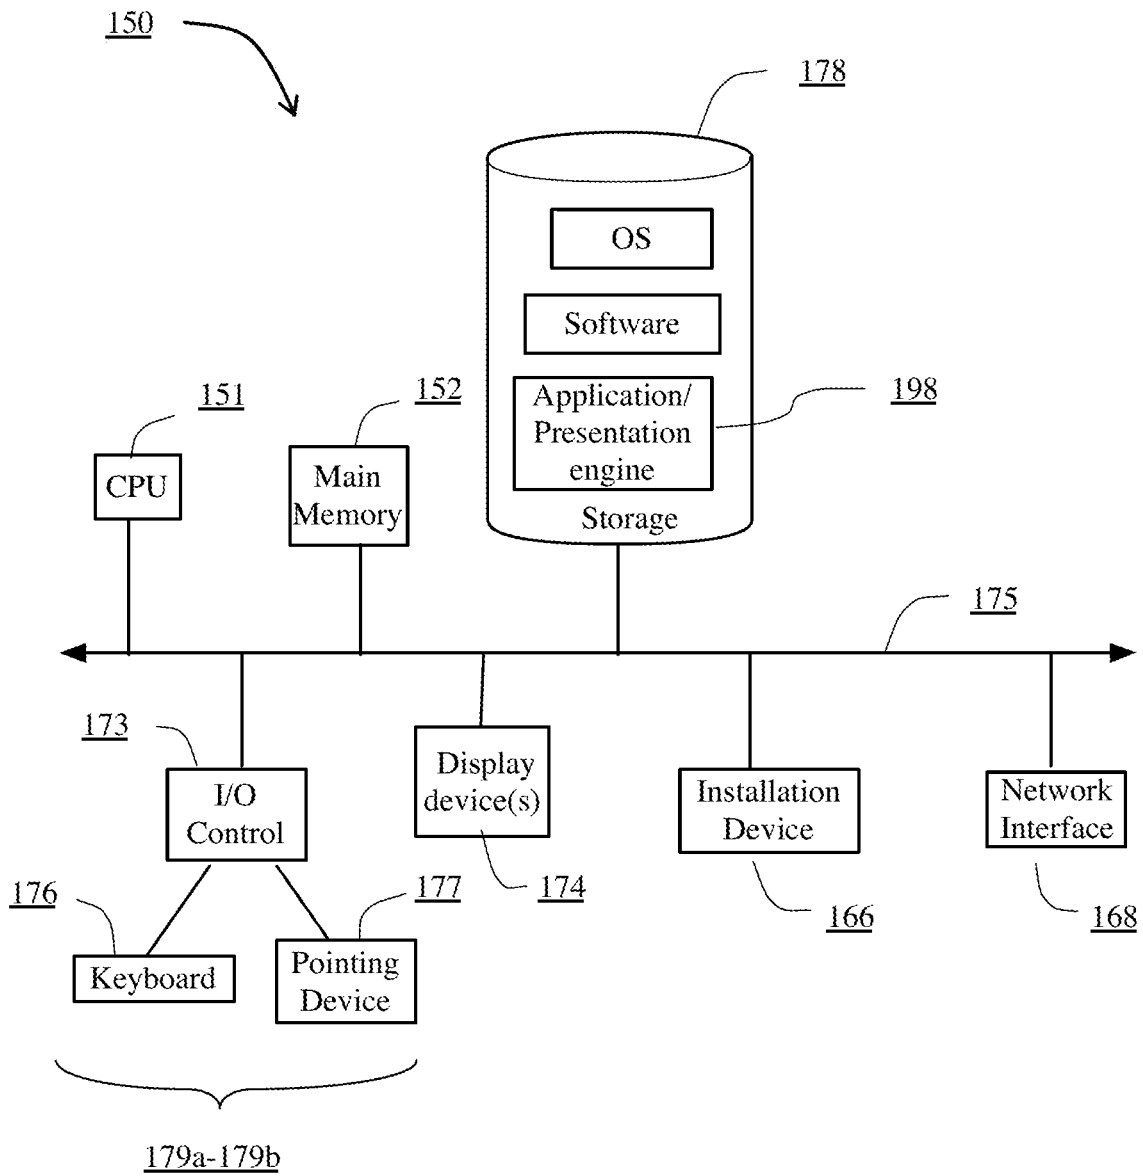 150
178
OS
Software
151
152
198
Application/
Presentation
engine
CPU
Main
Memory
Storage
175
173
I/O
Control
Display
device(s)
Installation
Device
Network
Interface
176
177
174
166
168
Keyboard
Pointing
Device
179a-179b